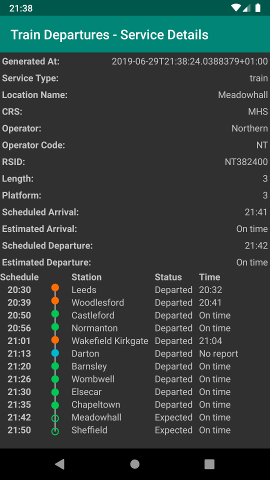 21:38
Train Departures - Service Details
Generated At: 2019-06-29T21:38:24.0388379+01:00
Service Type: train
Location Name: Meadowhall
CRS: MHS
Operator: Northern
Operator Code: NT
RSID: NT382400
Length: 3
Platform: 3
Scheduled Arrival: 21:41
Estimated Arrival: On time
Scheduled Departure: 21:42
Estimated Departure: On time
Schedule Station Status Time
20:30 Leeds Departed 20:32
20:39 Woodlesford Departed 20:41
20:50 Castleford Departed On time
20:56 Normanton Departed On time
21:01 Wakefield Kirkgate Departed 21:04
21:13 Darton Departed No report
21:20 Barnsley Departed On time
21:26 Wombwell Departed On time
21:30 Elsecar Departed On time
21:35 Chapeltown Departed On time
21:42 Meadowhall Expected On time
21:50 Sheffield Expected On time